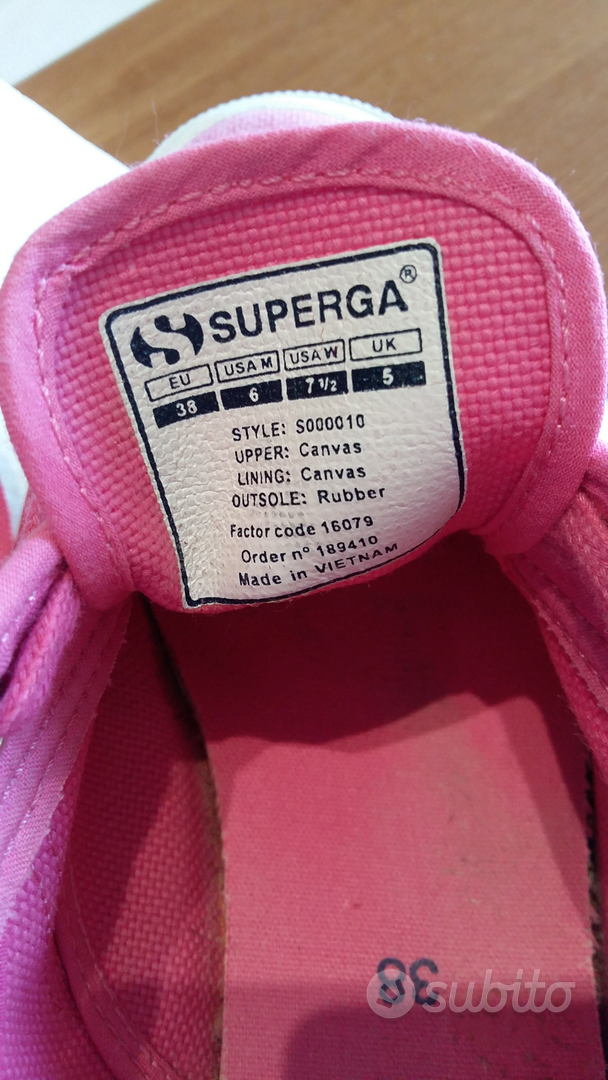 SUPERGA®
EU USA M USA W UK
38 6 7 1/2 5
STYLE: S000010
UPPER: Canvas
LINING: Canvas
OUTSOLE: Rubber
Factor code 16079
Order n° 189410
Made in VIETNAM
38
subito